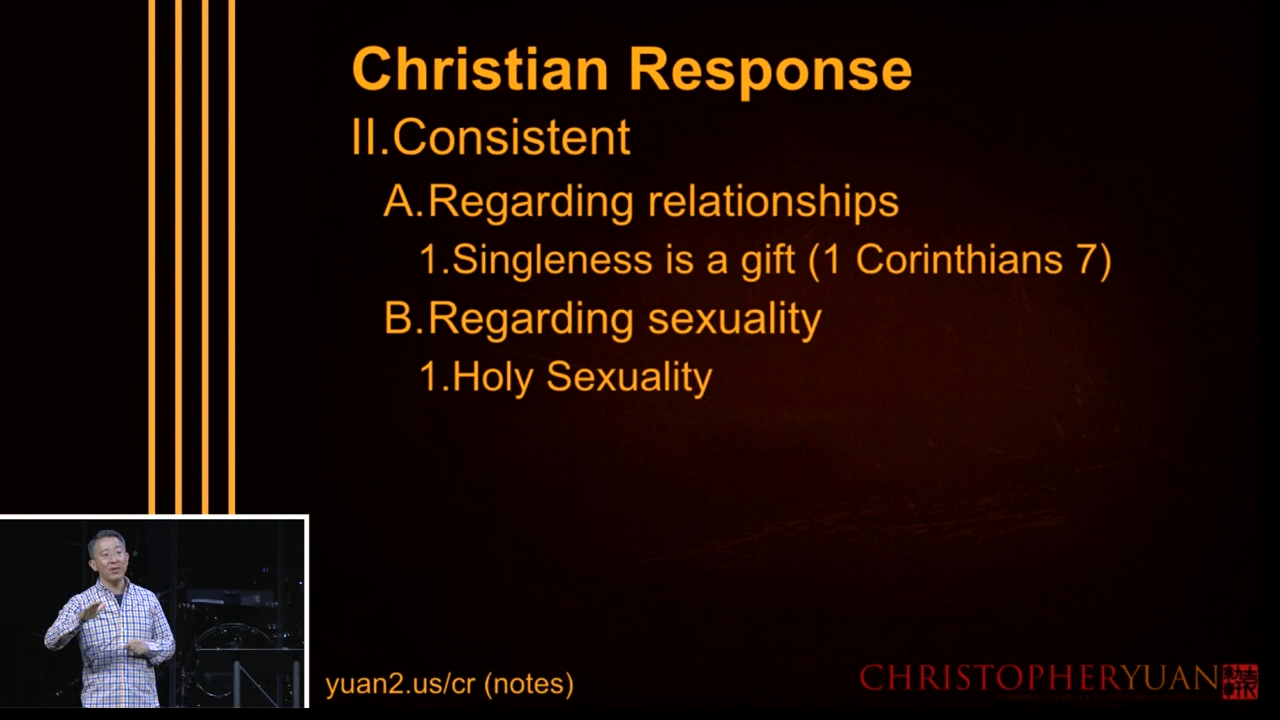 Christian Response
II.Consistent
A.Regarding relationships
1.Singleness is a gift (1 Corinthians 7)
B.Regarding sexuality
1.Holy Sexuality
yuan2.us/cr (notes)
CHRISTOPHERYUAN